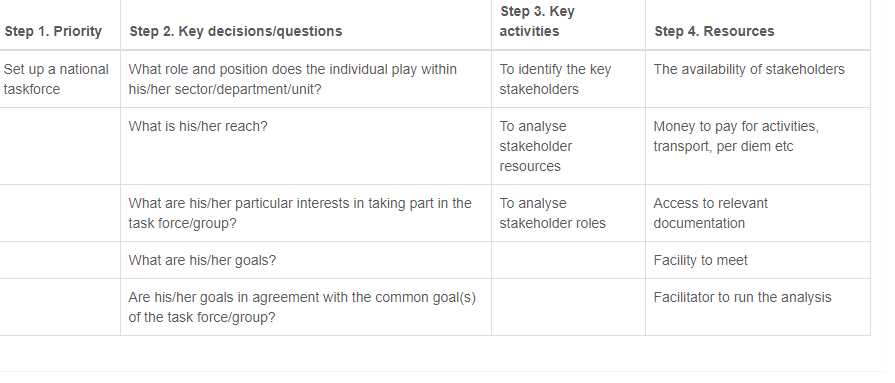 Step 1. Priority
Step 2. Key decisions/questions
Step 3. Key
activities
Step 4. Resources
Set up a national
taskforce
What role and position does the individual play within
his/her sector/department/unit?
To identify the key
stakeholders
The availability of stakeholders
What is his/her reach?
To analyse
stakeholder
resources
Money to pay for activities,
transport, per diem etc
What are his/her particular interests in taking part in the
task force/group?
To analyse
stakeholder roles
Access to relevant
documentation
What are his/her goals?
Facility to meet
Are his/her goals in agreement with the common goal(s)
of the task force/group?
Facilitator to run the analysis